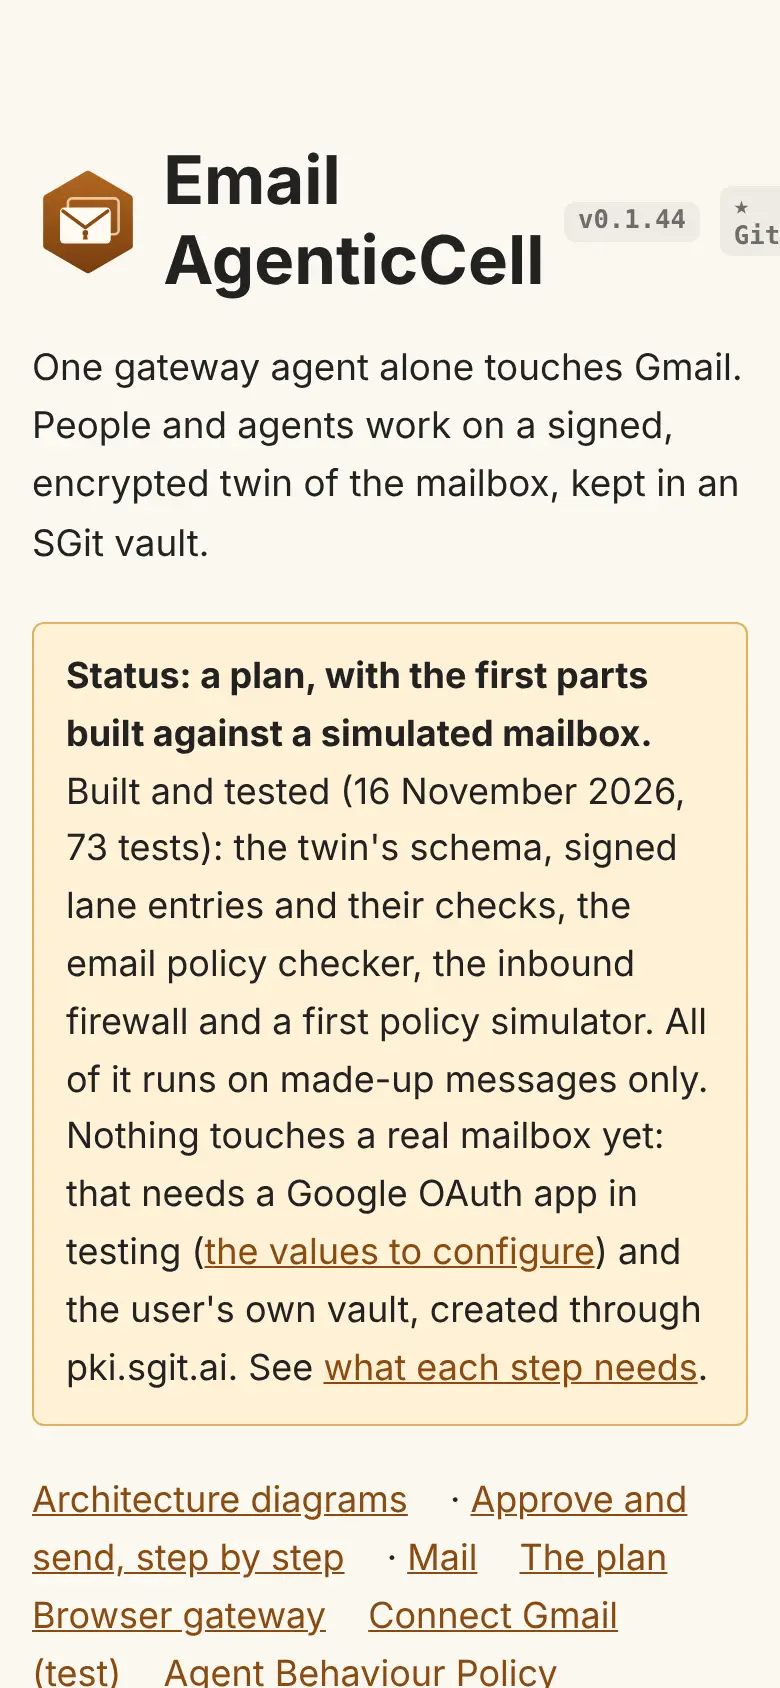 Email
AgenticCell
v0.1.44
★
Git
One gateway agent alone touches Gmail.
People and agents work on a signed,
encrypted twin of the mailbox, kept in an
SGit vault.
Status: a plan, with the first parts
built against a simulated mailbox.
Built and tested (16 November 2026,
73 tests): the twin's schema, signed
lane entries and their checks, the
email policy checker, the inbound
firewall and a first policy simulator. All
of it runs on made-up messages only.
Nothing touches a real mailbox yet:
that needs a Google OAuth app in
testing (the values to configure) and
the user's own vault, created through
pki.sgit.ai. See what each step needs.
Architecture diagrams · Approve and
send, step by step · Mail The plan
Browser gateway Connect Gmail
(test) Agent Behaviour Policy